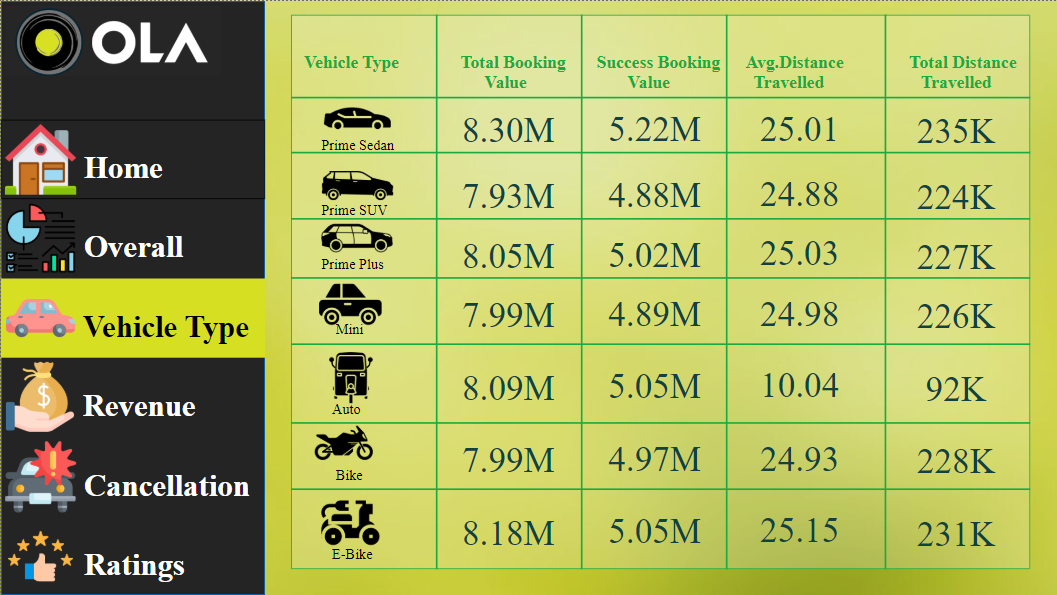 OLA
Home
Overall
Vehicle Type
Revenue
Cancellation
Ratings
Vehicle Type Total Booking Value Success Booking Value Avg.Distance Travelled Total Distance Travelled
Prime Sedan 8.30M 5.22M 25.01 235K
Prime SUV 7.93M 4.88M 24.88 224K
Prime Plus 8.05M 5.02M 25.03 227K
Mini 7.99M 4.89M 24.98 226K
Auto 8.09M 5.05M 10.04 92K
Bike 7.99M 4.97M 24.93 228K
E-Bike 8.18M 5.05M 25.15 231K